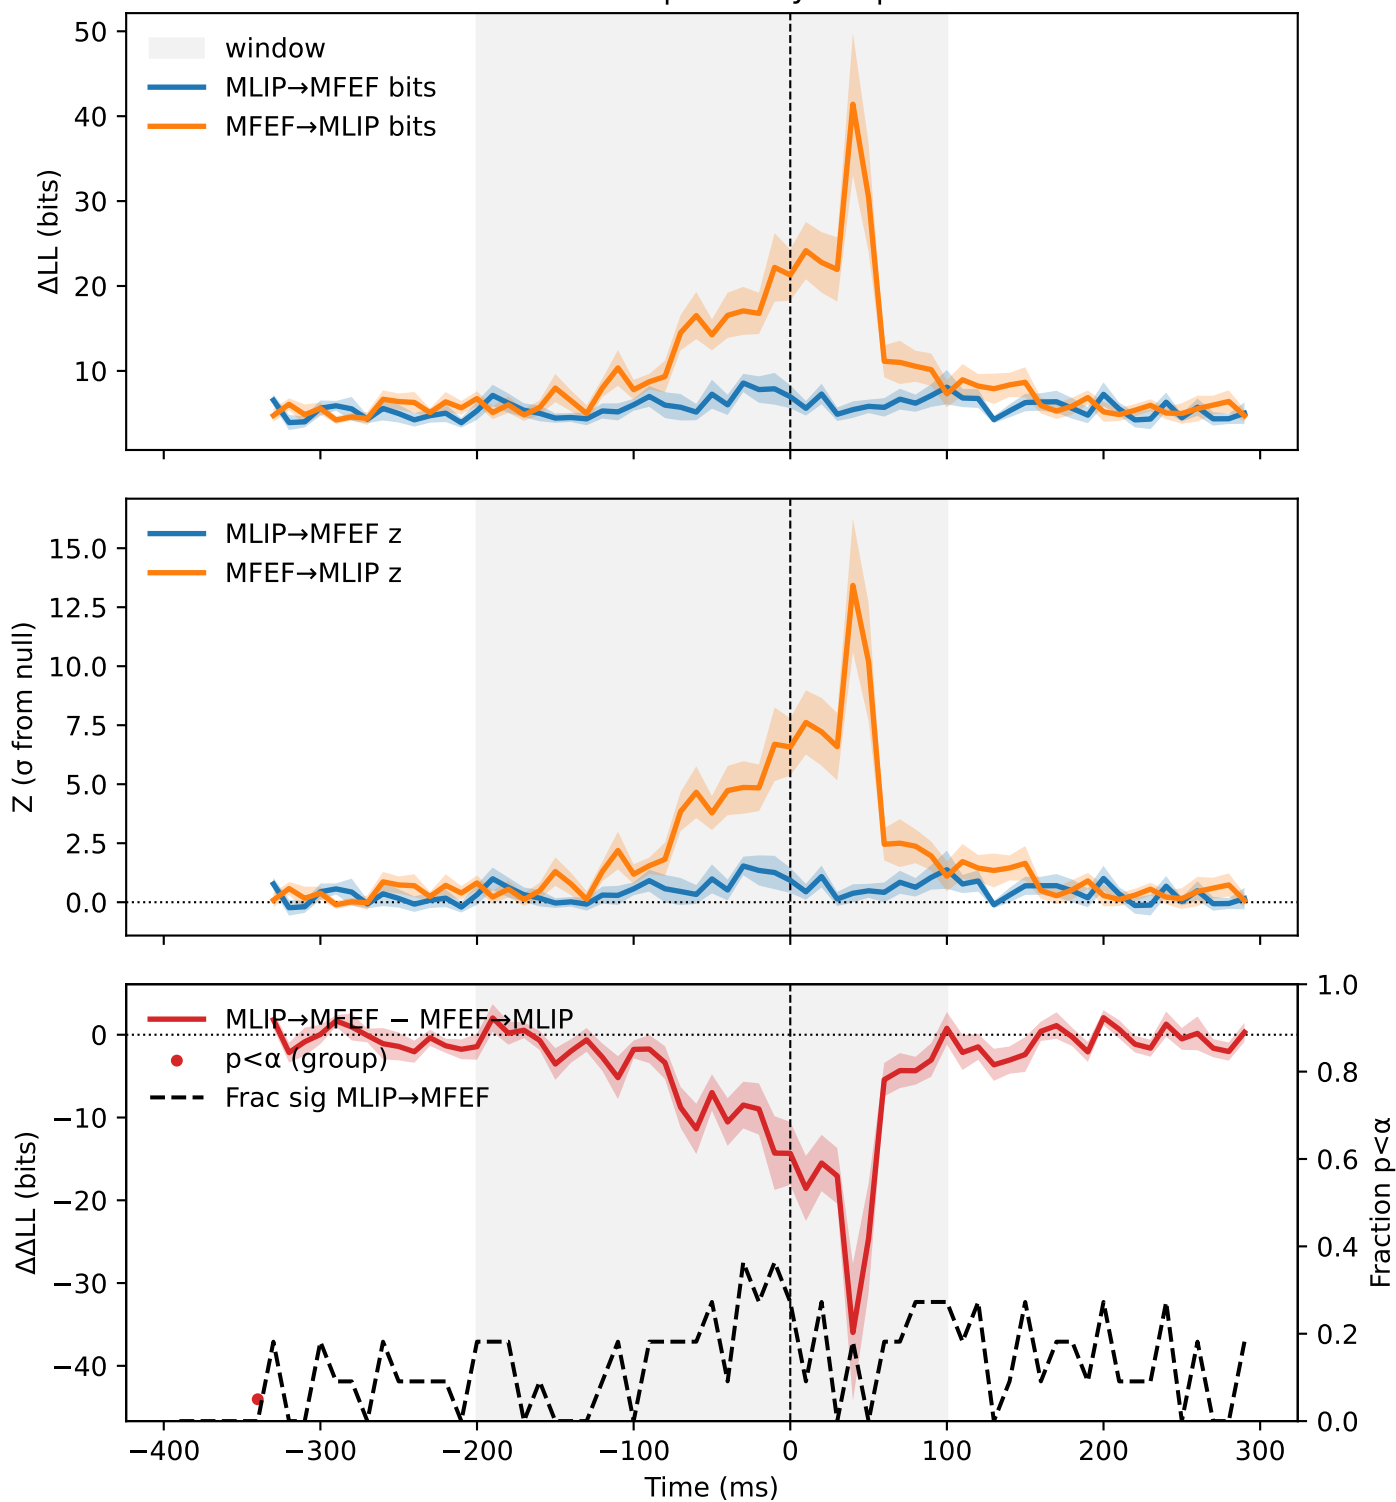 50
40
30
20
10
ΔLL (bits)
window
MLIP→MFEF bits
MFEF→MLIP bits
−400
15.0
12.5
10.0
7.5
5.0
2.5
0.0
Z (σ from null)
MLIP→MFEF z
MFEF→MLIP z
0
−10
−20
−30
−40
ΔΔLL (bits)
MLIP→MFEF − MFEF→MLIP
p<α (group)
Frac sig MLIP→MFEF
1.0
0.8
0.6
0.4
0.2
0.0
Fraction p<α
−400 −300 −200 −100 0 100 200 300
Time (ms)